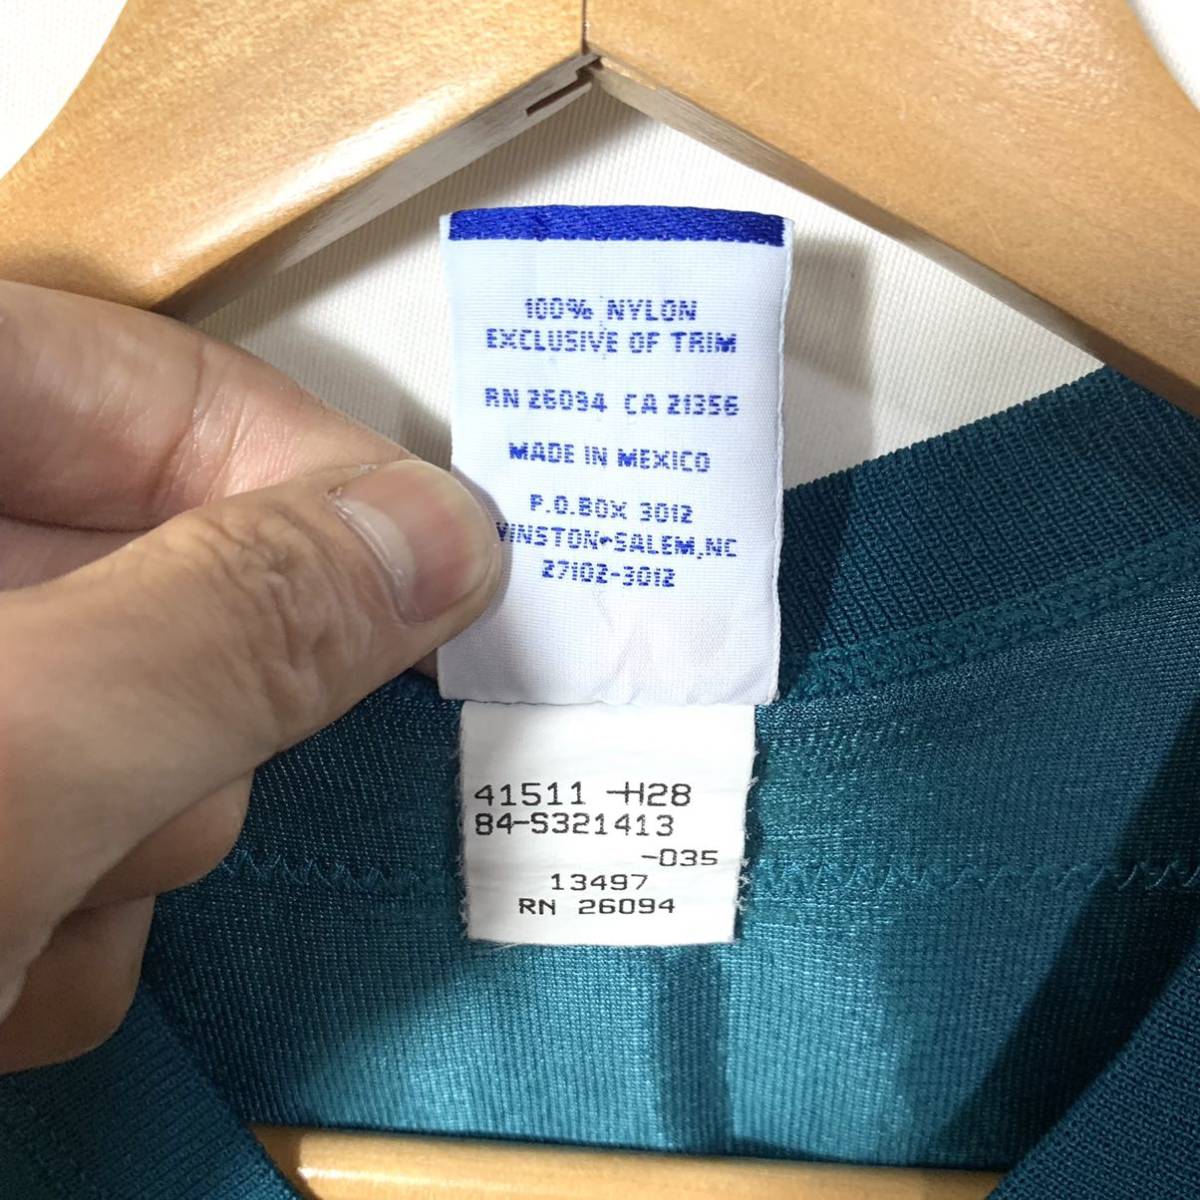 100% NYLON
EXCLUSIVE OF TRIM
RN 26094 CA 21356
MADE IN MEXICO
P.O.BOX 3012
WINSTON-SALEM,NC
27102-3012
41511 -H28
84-S321413
-035
13497
RN 26094